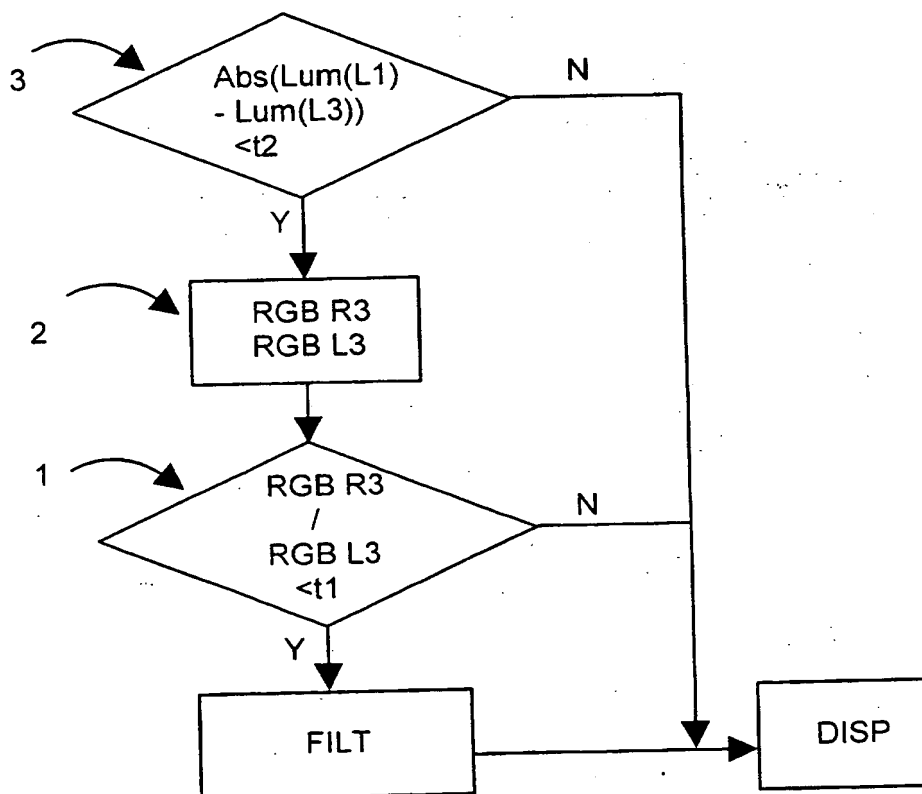 3
Abs(Lum(L1)
- Lum(L3))
<t2
N
Y
2
RGB R3
RGB L3
1
RGB R3
/
RGB L3
<t1
N
Y
FILT
DISP